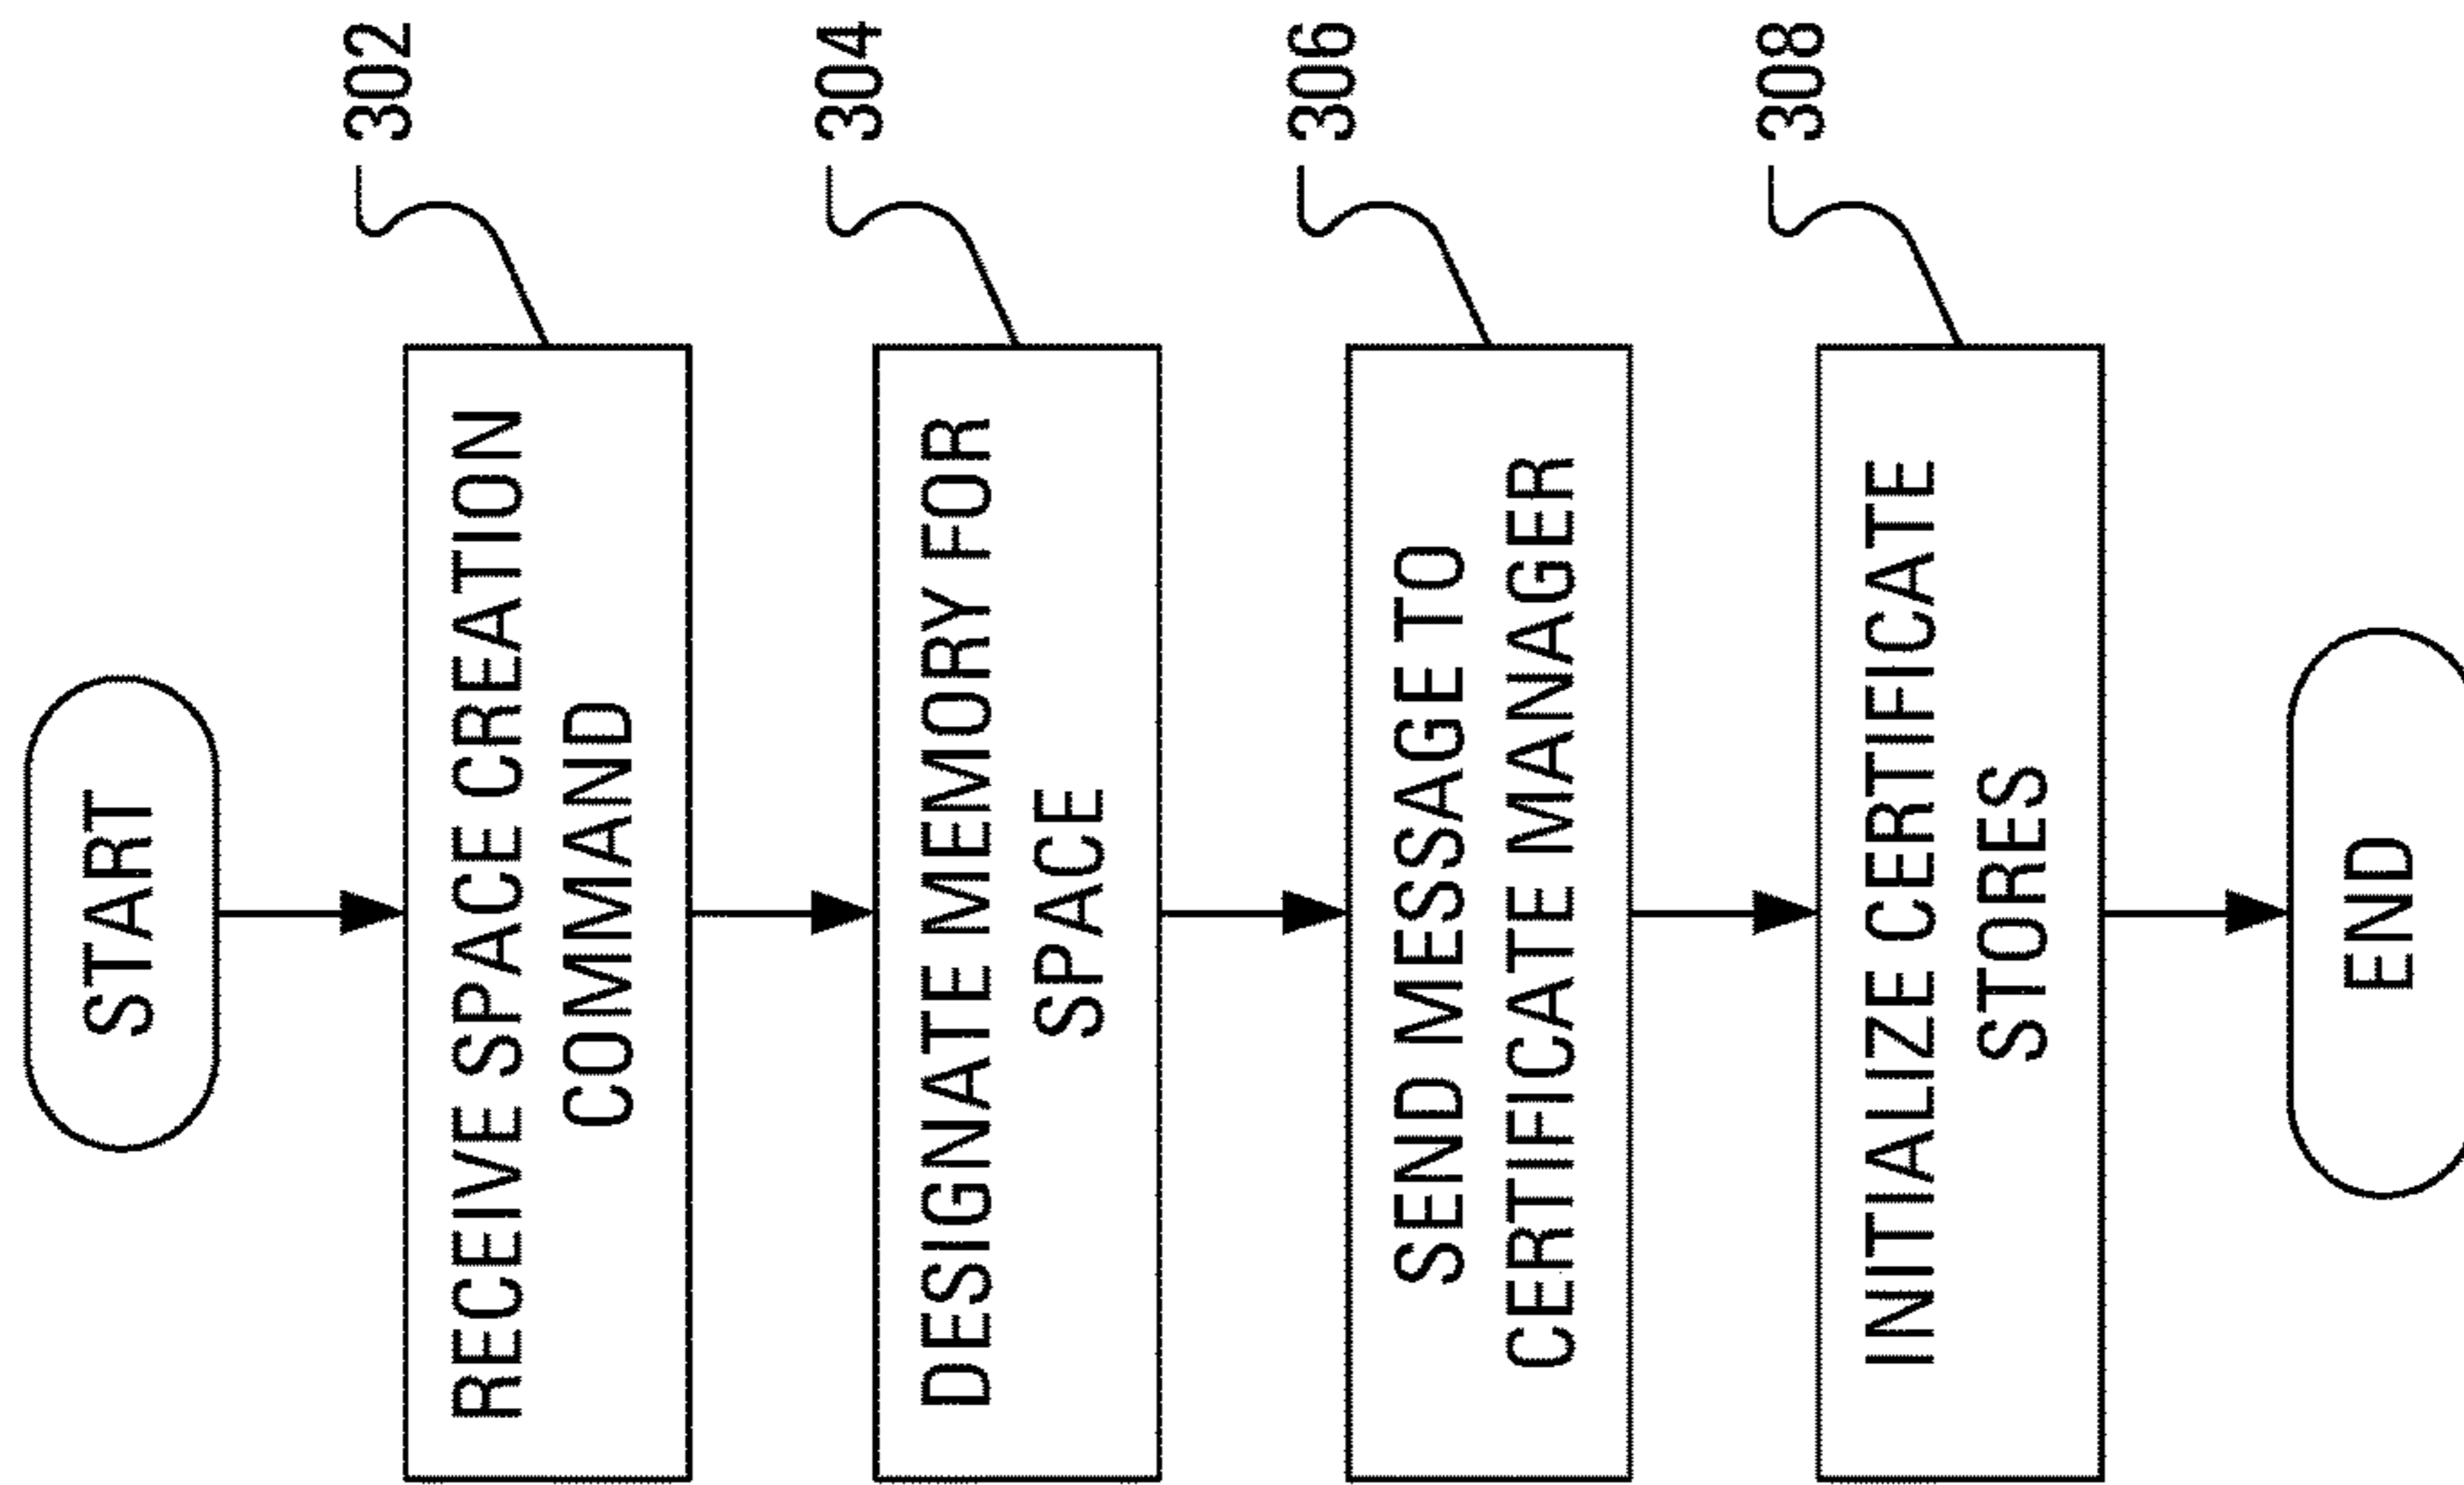 START
302
RECEIVE SPACE CREATION
COMMAND
304
DESIGNATE MEMORY FOR
SPACE
306
SEND MESSAGE TO
CERTIFICATE MANAGER
308
INITIALIZE CERTIFICATE
STORES
END